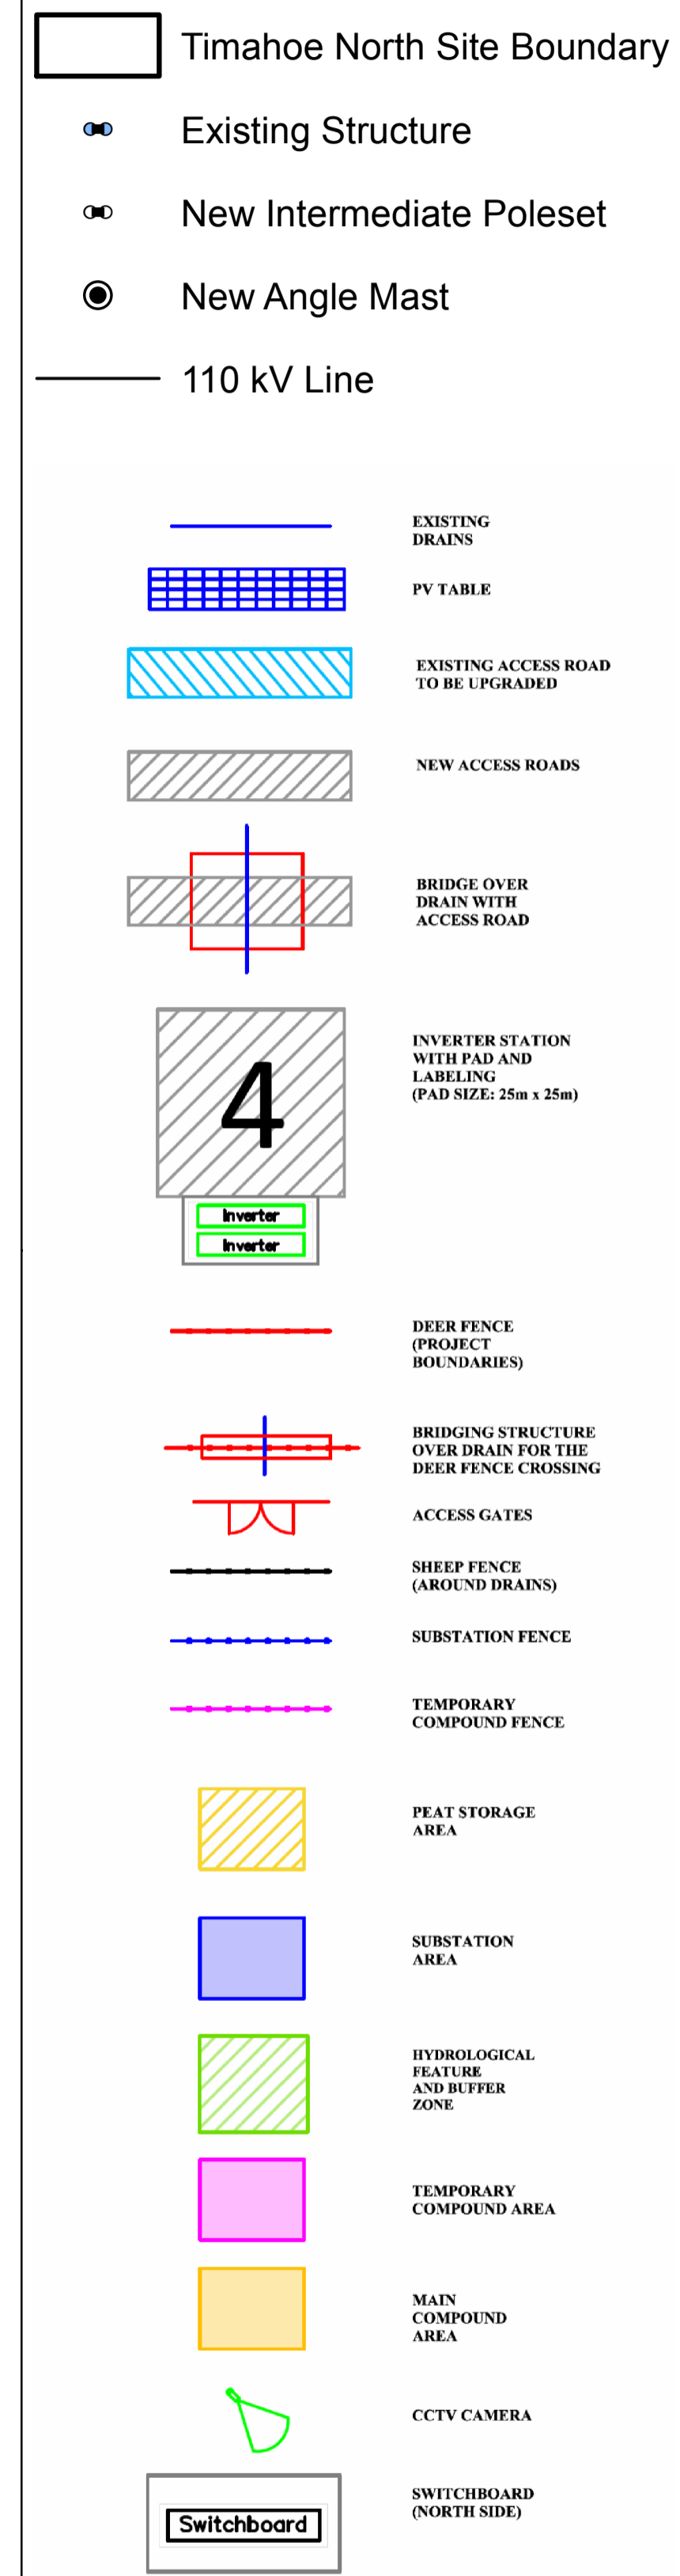 Timahoe North Site Boundary
Existing Structure
New Intermediate Poleset
New Angle Mast
110 kV Line
EXISTING
DRAINS
PV TABLE
EXISTING ACCESS ROAD
TO BE UPGRADED
NEW ACCESS ROADS
BRIDGE OVER
DRAIN WITH
ACCESS ROAD
4
INVERTER STATION
WITH PAD AND
LABELING
(PAD SIZE: 25m x 25m)
Inverter
Inverter
DEER FENCE
(PROJECT
BOUNDARIES)
BRIDGING STRUCTURE
OVER DRAIN FOR THE
DEER FENCE CROSSING
ACCESS GATES
SHEEP FENCE
(AROUND DRAINS)
SUBSTATION FENCE
TEMPORARY
COMPOUND FENCE
PEAT STORAGE
AREA
SUBSTATION
AREA
HYDROLOGICAL
FEATURE
AND BUFFER
ZONE
TEMPORARY
COMPOUND AREA
MAIN
COMPOUND
AREA
CCTV CAMERA
SWITCHBOARD
(NORTH SIDE)
Switchboard